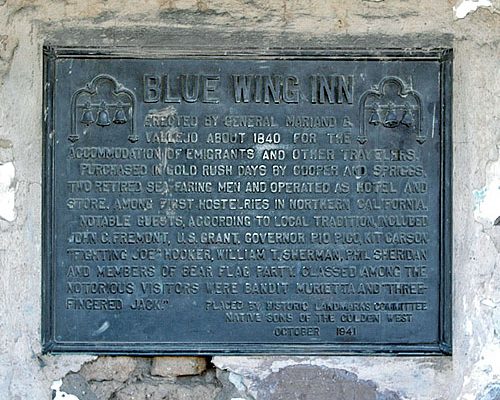 BLUE WING INN
ERECTED BY GENERAL MARIANO G.
VALLEJO ABOUT 1840 FOR THE
ACCOMMODATION OF EMIGRANTS AND OTHER TRAVELERS.
PURCHASED IN GOLD RUSH DAYS BY COOPER AND SPRIGGS,
TWO RETIRED SEA-FARING MEN AND OPERATED AS HOTEL AND
STORE. AMONG FIRST HOSTELRIES IN NORTHERN CALIFORNIA.
NOTABLE GUESTS, ACCORDING TO LOCAL TRADITION, INCLUDED
JOHN C. FREMONT, U.S. GRANT, GOVERNOR PIO PICO, KIT CARSON
"FIGHTING JOE" HOOKER, WILLIAM T. SHERMAN, PHIL SHERIDAN
AND MEMBERS OF BEAR FLAG PARTY. CLASSED AMONG THE
NOTORIOUS VISITORS WERE BANDIT MURIETTA AND "THREE-
FINGERED JACK."
PLACED BY HISTORIC LANDMARKS COMMITTEE
NATIVE SONS OF THE GOLDEN WEST
OCTOBER 1941